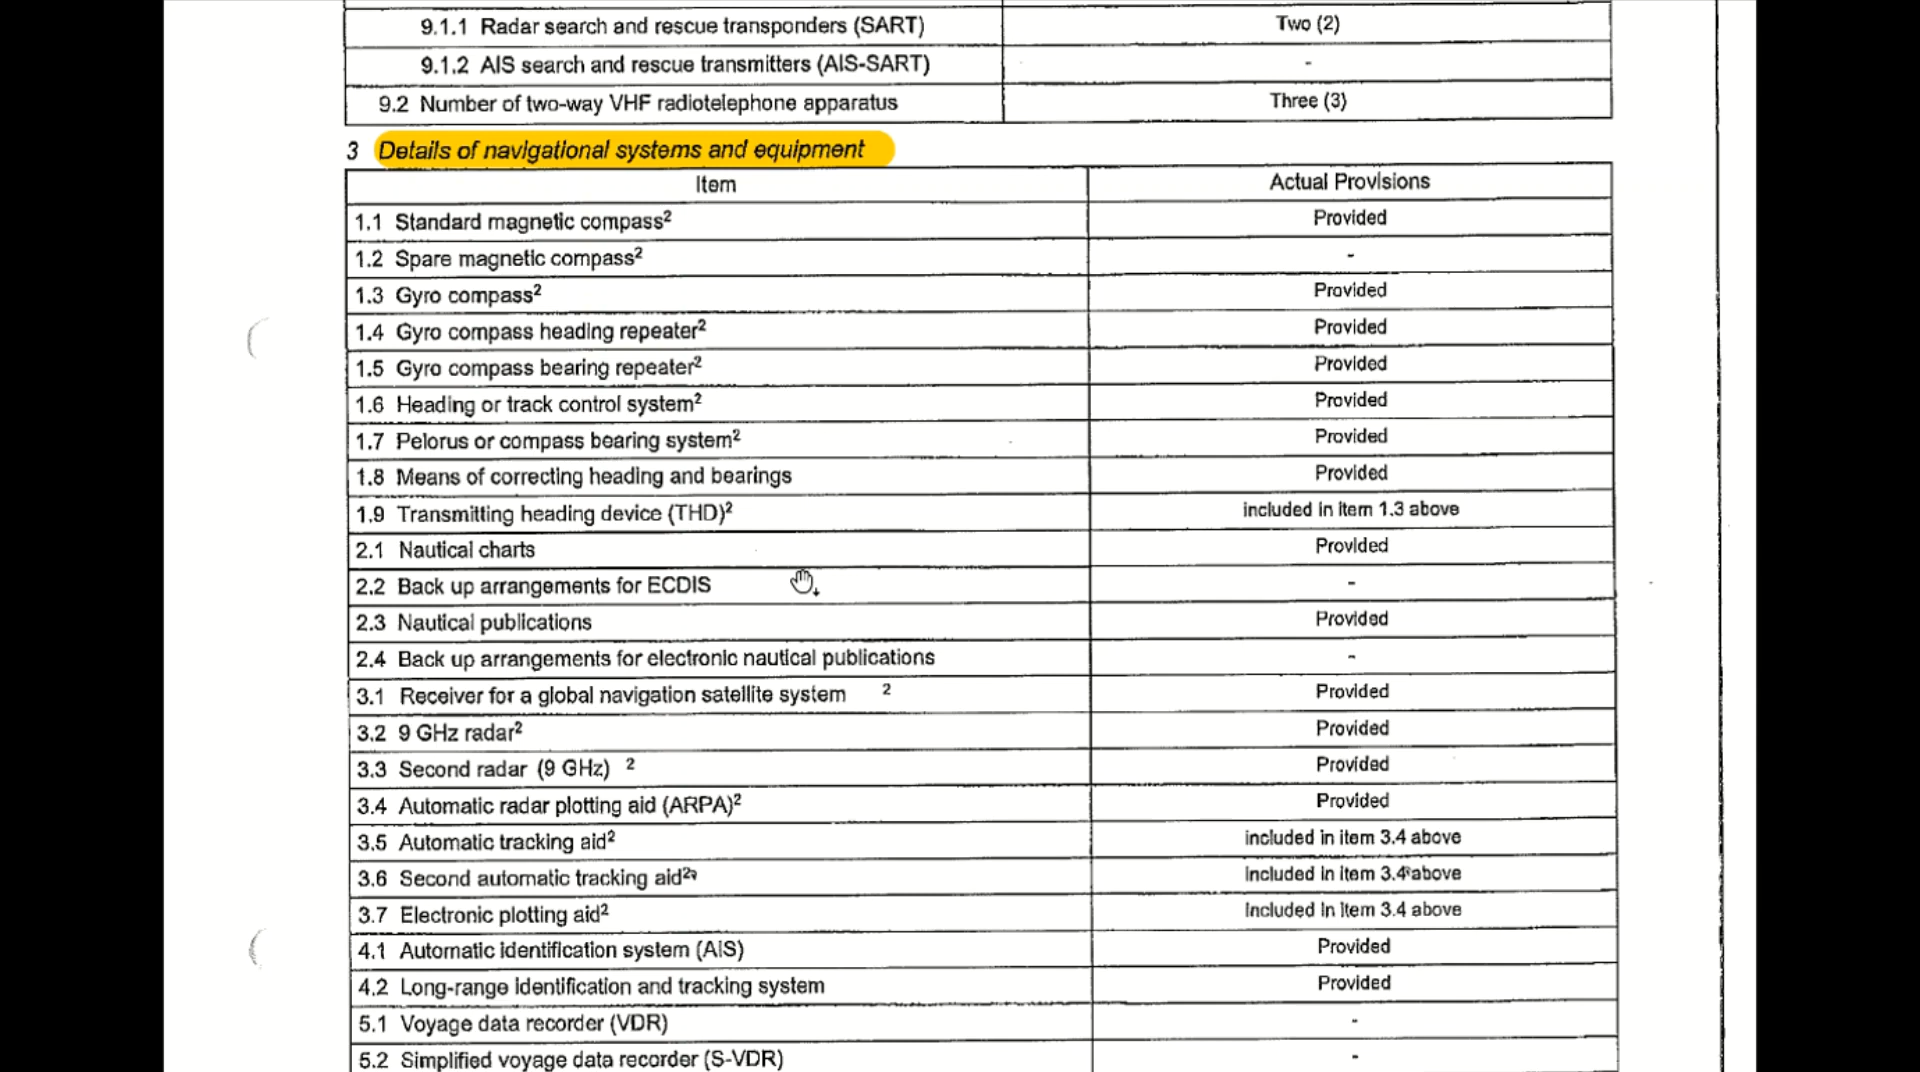 9.1.1 Radar search and rescue transponders (SART) Two (2)
9.1.2 AIS search and rescue transmitters (AIS-SART) -
9.2 Number of two-way VHF radiotelephone apparatus Three (3)
3 Details of navigational systems and equipment
Item Actual Provisions
1.1 Standard magnetic compass² Provided
1.2 Spare magnetic compass² -
1.3 Gyro compass² Provided
1.4 Gyro compass heading repeater² Provided
1.5 Gyro compass bearing repeater² Provided
1.6 Heading or track control system² Provided
1.7 Pelorus or compass bearing system² Provided
1.8 Means of correcting heading and bearings Provided
1.9 Transmitting heading device (THD)² included in item 1.3 above
2.1 Nautical charts Provided
2.2 Back up arrangements for ECDIS -
2.3 Nautical publications Provided
2.4 Back up arrangements for electronic nautical publications -
3.1 Receiver for a global navigation satellite system ² Provided
3.2 9 GHz radar² Provided
3.3 Second radar (9 GHz) ² Provided
3.4 Automatic radar plotting aid (ARPA)² Provided
3.5 Automatic tracking aid² included in item 3.4 above
3.6 Second automatic tracking aid² included in item 3.4 above
3.7 Electronic plotting aid² included in item 3.4 above
4.1 Automatic identification system (AIS) Provided
4.2 Long-range identification and tracking system Provided
5.1 Voyage data recorder (VDR) -
5.2 Simplified voyage data recorder (S-VDR) -